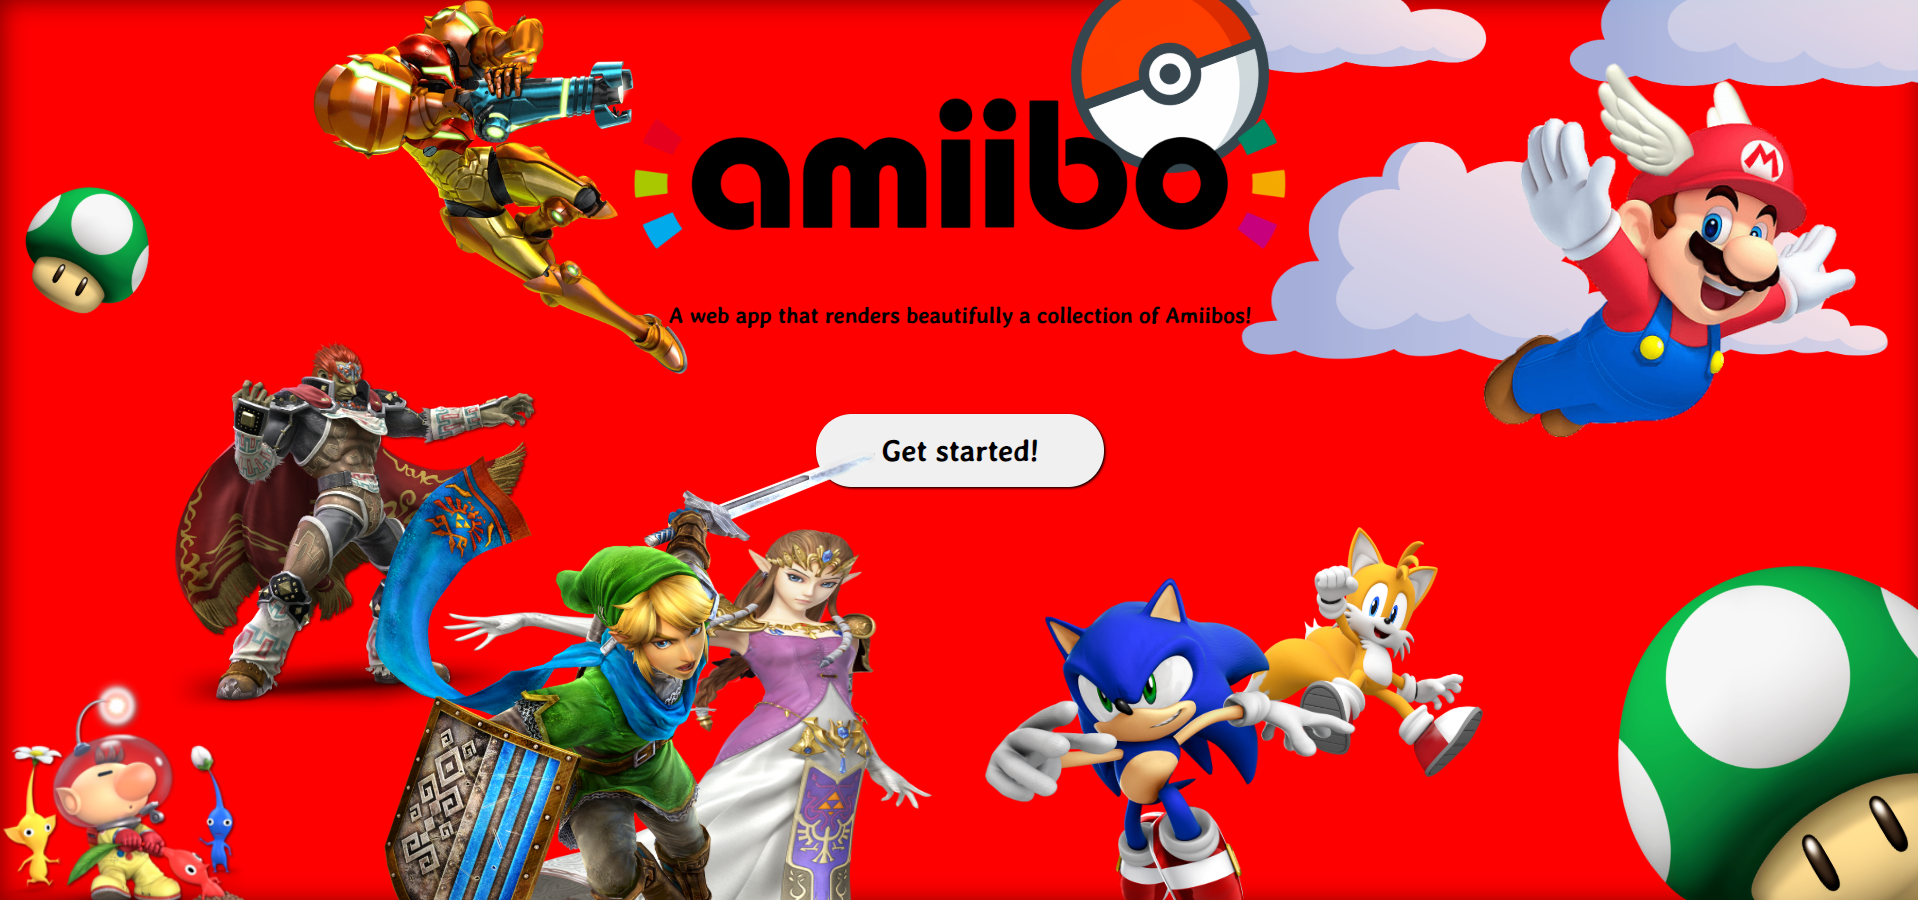 amiibo
A web app that renders beautifully a collection of Amiibos!
Get started!
M